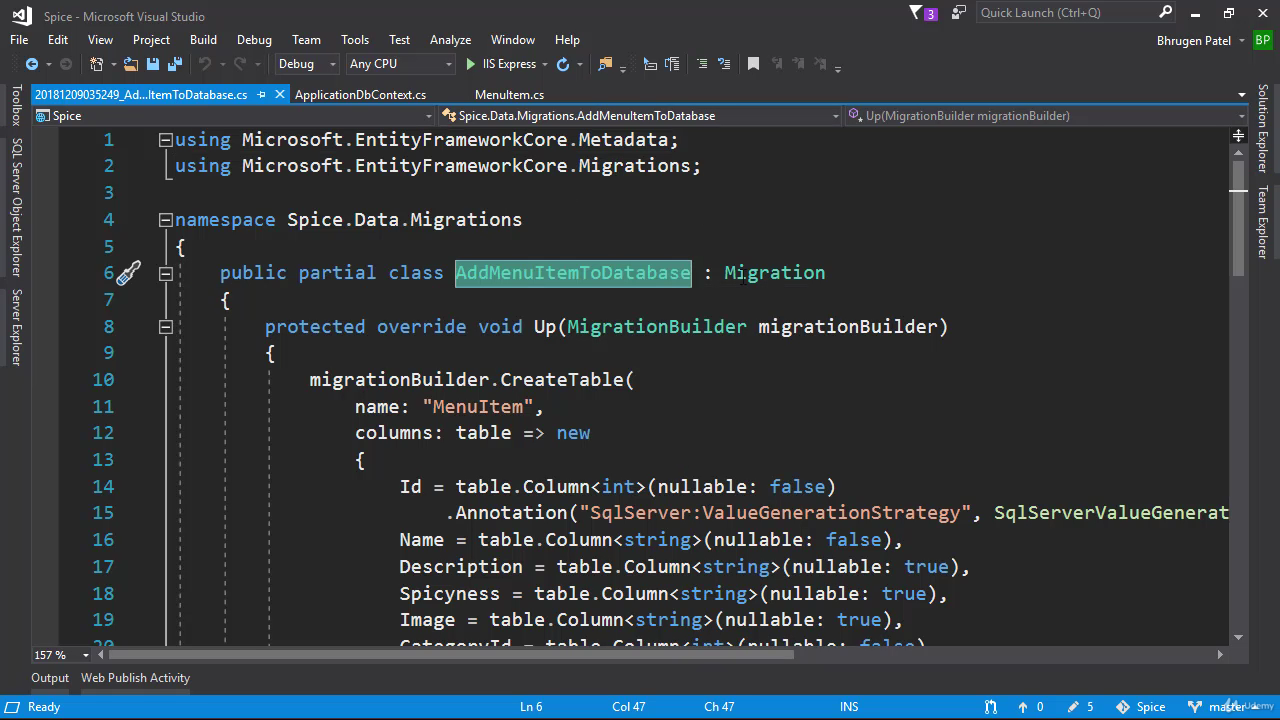 Spice - Microsoft Visual Studio
3
Quick Launch (Ctrl+Q)
File Edit View Project Build Debug Team Tools Test Analyze Window Help
Bhrugen Patel BP
Debug Any CPU IIS Express
20181209035249_Ad...ItemToDatabase.cs ApplicationDbContext.cs MenuItem.cs
Spice Spice.Data.Migrations.AddMenuItemToDatabase Up(MigrationBuilder migrationBuilder)
Toolbox
SQL Server Object Explorer
Server Explorer
Solution Explorer
Team Explorer
1 using Microsoft.EntityFrameworkCore.Metadata;
2 using Microsoft.EntityFrameworkCore.Migrations;
3
4 namespace Spice.Data.Migrations
5 {
6 public partial class AddMenuItemToDatabase : Migration
7 {
8 protected override void Up(MigrationBuilder migrationBuilder)
9 {
10 migrationBuilder.CreateTable(
11 name: "MenuItem",
12 columns: table => new
13 {
14 Id = table.Column<int>(nullable: false)
15 .Annotation("SqlServer:ValueGenerationStrategy", SqlServerValueGenerat
16 Name = table.Column<string>(nullable: false),
17 Description = table.Column<string>(nullable: true),
18 Spicyness = table.Column<string>(nullable: true),
19 Image = table.Column<string>(nullable: true),
20 CategoryId = table.Column<int>(nullable: false),
157 %
Output Web Publish Activity
Ready Ln 6 Col 47 Ch 47 INS 0 5 Spice master
Udemy